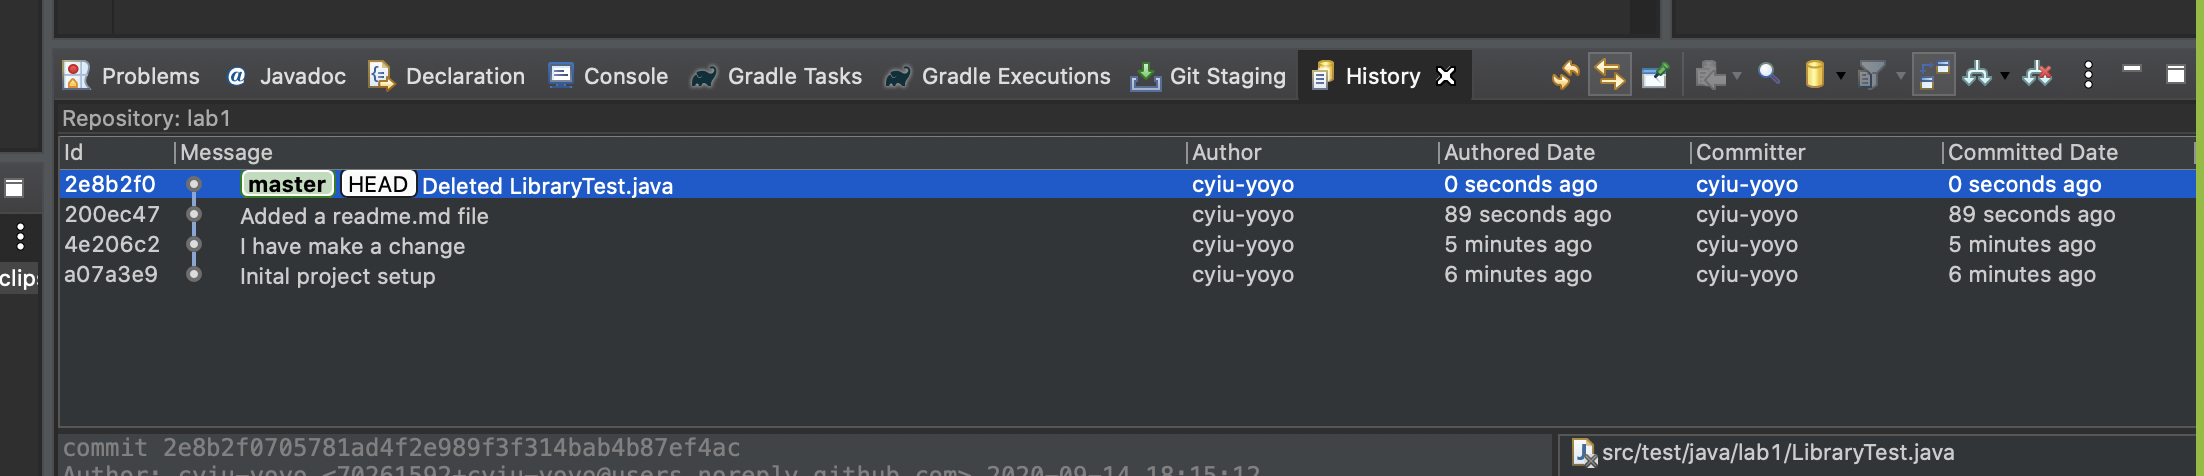 Problems @ Javadoc Declaration Console Gradle Tasks Gradle Executions Git Staging History
Repository: lab1
Id Message Author Authored Date Committer Committed Date
2e8b2f0 master HEAD Deleted LibraryTest.java cyiu-yoyo 0 seconds ago cyiu-yoyo 0 seconds ago
200ec47 Added a readme.md file cyiu-yoyo 89 seconds ago cyiu-yoyo 89 seconds ago
4e206c2 I have make a change cyiu-yoyo 5 minutes ago cyiu-yoyo 5 minutes ago
a07a3e9 Inital project setup cyiu-yoyo 6 minutes ago cyiu-yoyo 6 minutes ago
clips
commit 2e8b2f0705781ad4f2e989f3f314bab4b87ef4ac
src/test/java/lab1/LibraryTest.java
Author: cyiu-yoyo <70261592+cyiu-yoyo@users.noreply.github.com> 2020-09-14 18:15:12